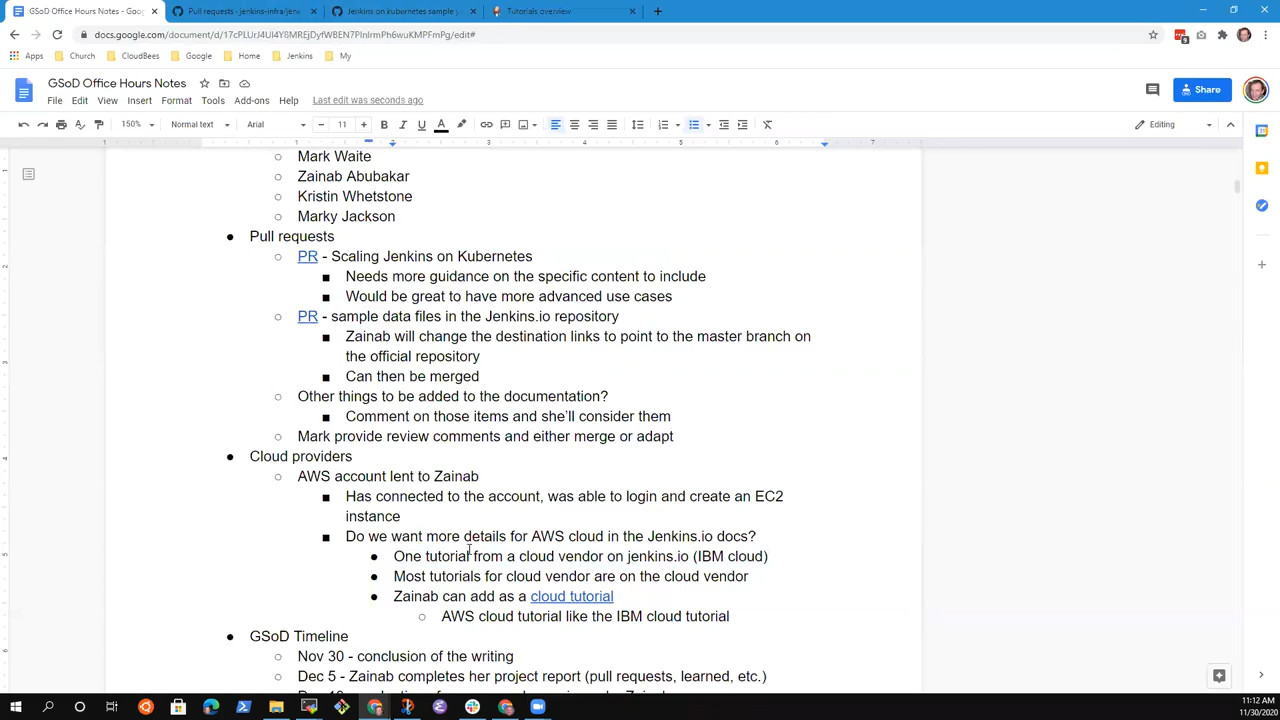 GSoD Office Hours Notes - Goo
Pull requests · jenkins-infra/jen
Jenkins on kubernetes sample y
Tutorials overview
docs.google.com/document/d/
Apps
Church
CloudBees
Google
Home
Jenkins
My
GSoD Office Hours Notes
File
Edit
View
Insert
Format
Tools
Add-ons
Help
Last edit was seconds ago
Share
150%
Normal text
Arial
11
Editing
1
1
2
3
4
5
6
7
Mark Waite
Zainab Abubakar
Kristin Whetstone
Marky Jackson
Pull requests
PR - Scaling Jenkins on Kubernetes
Needs more guidance on the specific content to include
Would be great to have more advanced use cases
PR - sample data files in the Jenkins.io repository
Zainab will change the destination links to point to the master branch on
the official repository
Can then be merged
Other things to be added to the documentation?
Comment on those items and she'll consider them
Mark provide review comments and either merge or adapt
Cloud providers
AWS account lent to Zainab
Has connected to the account, was able to login and create an EC2
instance
Do we want more details for AWS cloud in the Jenkins.io docs?
One tutorial from a cloud vendor on jenkins.io (IBM cloud)
Most tutorials for cloud vendor are on the cloud vendor
Zainab can add as a cloud tutorial
AWS cloud tutorial like the IBM cloud tutorial
GSoD Timeline
Nov 30 - conclusion of the writing
Dec 5 - Zainab completes her project report (pull requests, learned, etc.)
11:12 AM
11/30/2020